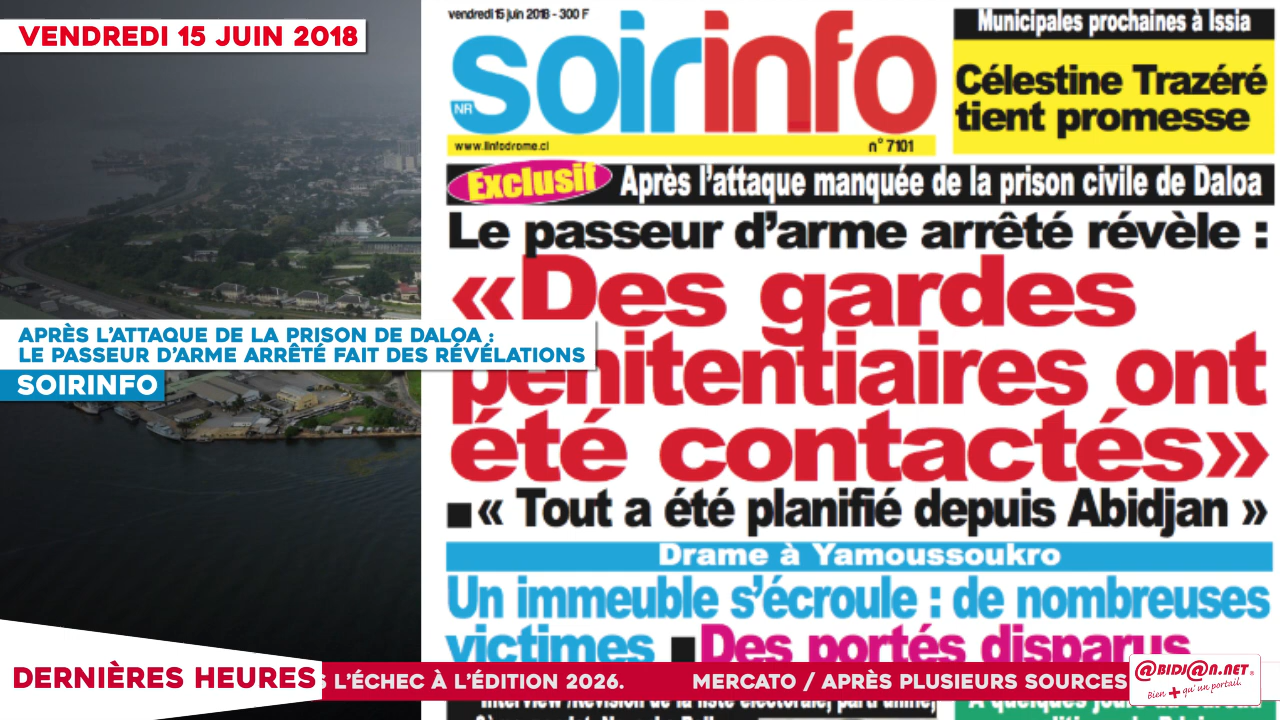 VENDREDI 15 JUIN 2018
APRÈS L'ATTAQUE DE LA PRISON DE DALOA :
LE PASSEUR D'ARME ARRÊTÉ FAIT DES RÉVÉLATIONS
SOIRINFO
vendredi 15 juin 2018 - 300 F
soirinfo
NR
www.linfodrome.ci
n° 7101
Municipales prochaines à Issia
Célestine Trazéré
tient promesse
Exclusif Après l'attaque manquée de la prison civile de Daloa
Le passeur d'arme arrêté révèle :
«Des gardes
pénitentiaires ont
été contactés»
■ « Tout a été planifié depuis Abidjan »
Drame à Yamoussoukro
Un immeuble s'écroule : de nombreuses
victimes ■ Des portés disparus
DERNIÈRES HEURES
L'ÉCHEC À L'ÉDITION 2026. MERCATO / APRÈS PLUSIEURS SOURCES
@BIDJ@N.NET
Bien + qu'un portail.